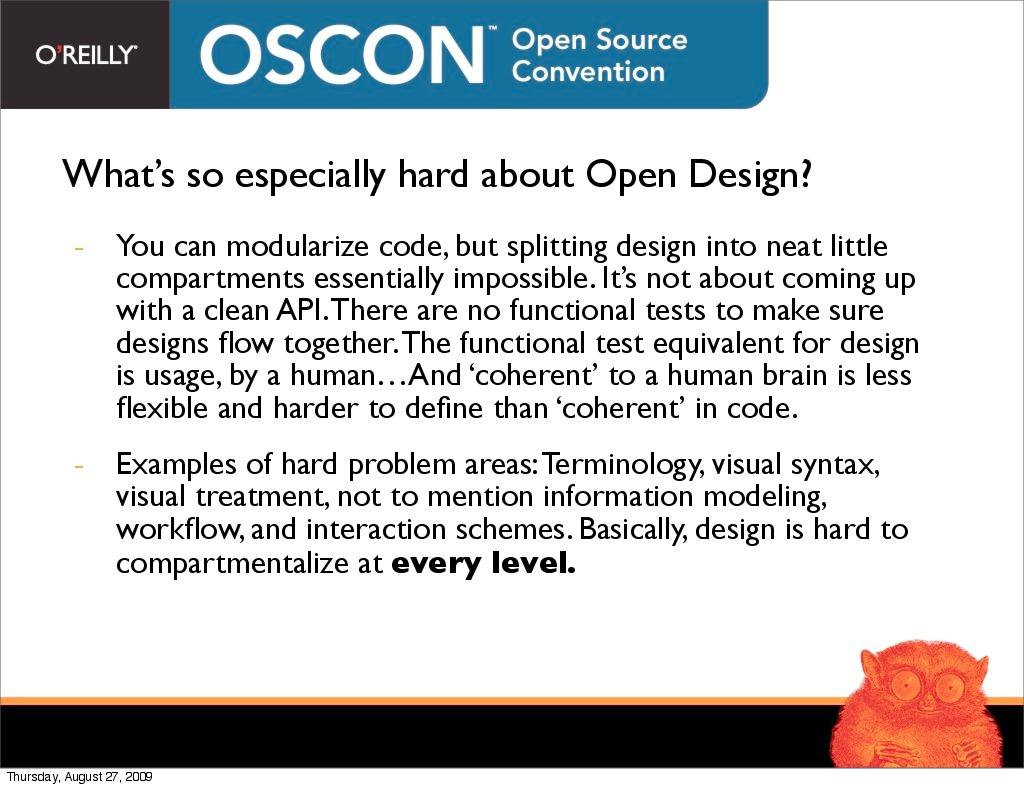 O'REILLY®
OSCON™
Open Source
Convention
What's so especially hard about Open Design?
- You can modularize code, but splitting design into neat little
compartments essentially impossible. It's not about coming up
with a clean API. There are no functional tests to make sure
designs flow together. The functional test equivalent for design
is usage, by a human…And ‘coherent’ to a human brain is less
flexible and harder to define than ‘coherent’ in code.
- Examples of hard problem areas: Terminology, visual syntax,
visual treatment, not to mention information modeling,
workflow, and interaction schemes. Basically, design is hard to
compartmentalize at every level.
Thursday, August 27, 2009